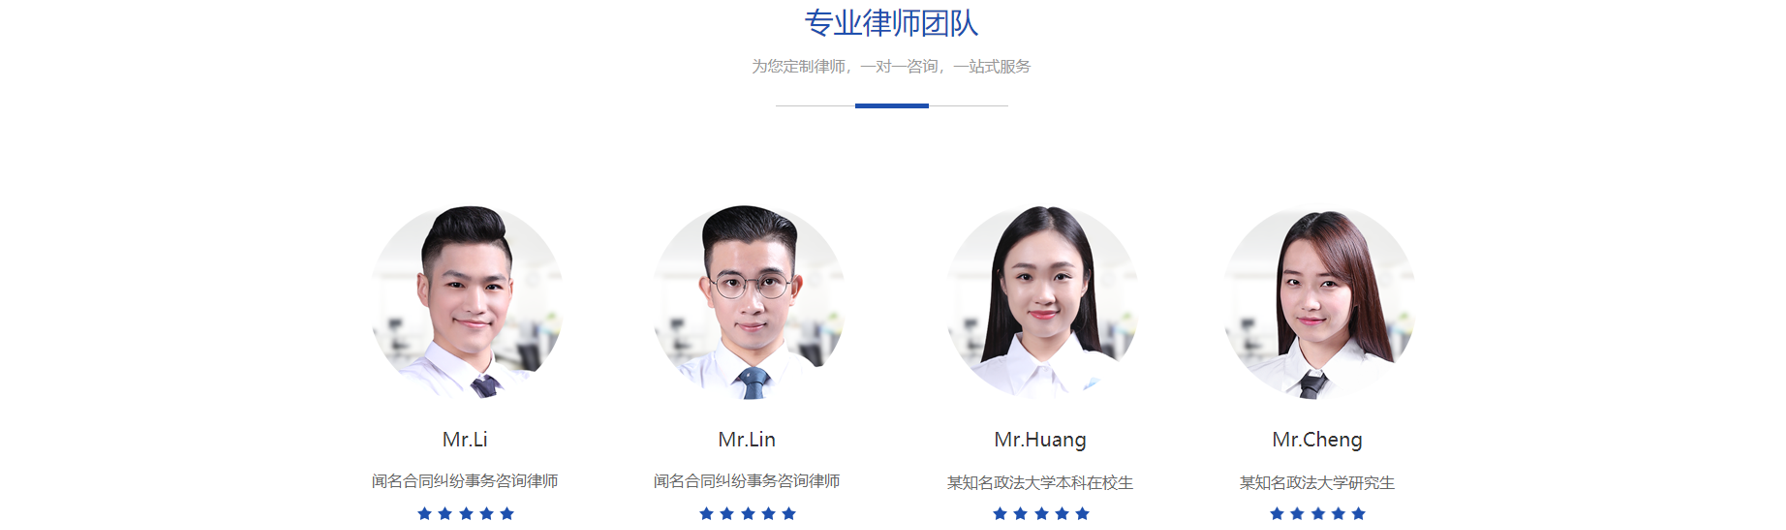 专业律师团队
为您定制律师，一对一咨询，一站式服务
Mr.Li
Mr.Lin
Mr.Huang
Mr.Cheng
闻名合同纠纷事务咨询律师
闻名合同纠纷事务咨询律师
某知名政法大学本科在校生
某知名政法大学研究生